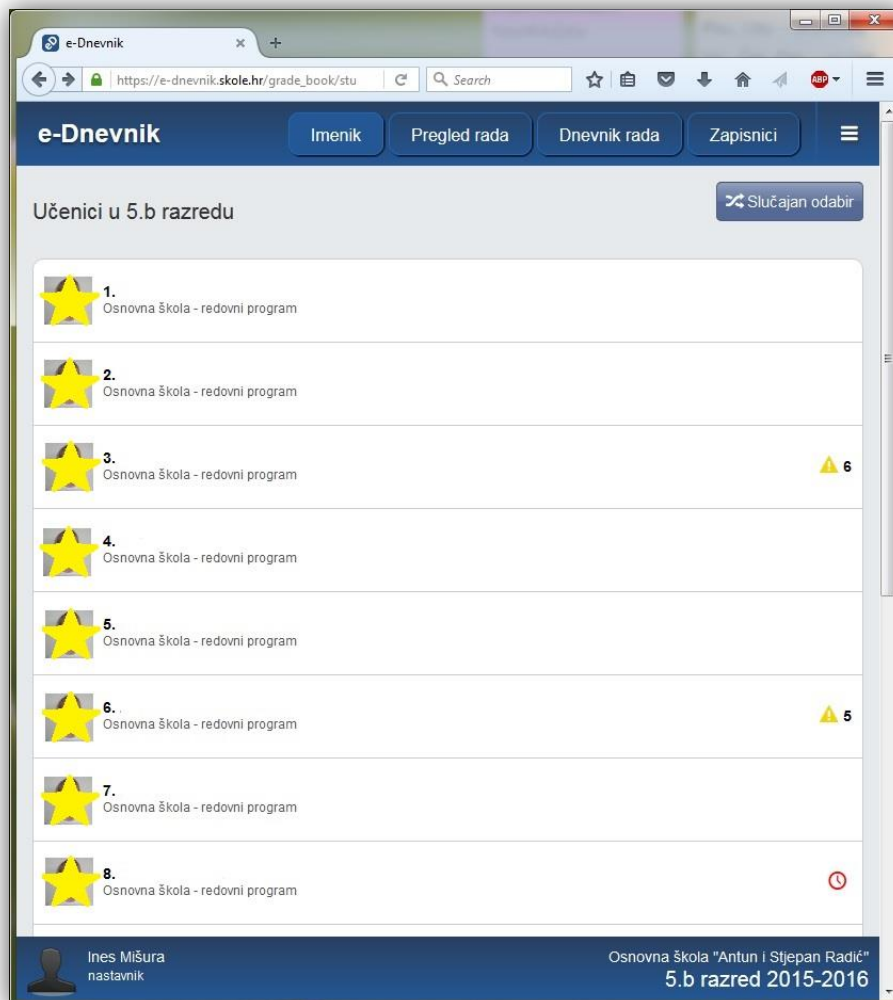 e-Dnevnik
https://e-dnevnik.skole.hr/grade_book/stu
Search
ABP
e-Dnevnik
Imenik
Pregled rada
Dnevnik rada
Zapisnici
Učenici u 5.b razredu
Slučajan odabir
1.
Osnovna škola - redovni program
2.
Osnovna škola - redovni program
3.
Osnovna škola - redovni program
6
4.
Osnovna škola - redovni program
5.
Osnovna škola - redovni program
6.
Osnovna škola - redovni program
5
7.
Osnovna škola - redovni program
8.
Osnovna škola - redovni program
Ines Mišura
nastavnik
Osnovna škola "Antun i Stjepan Radić"
5.b razred 2015-2016